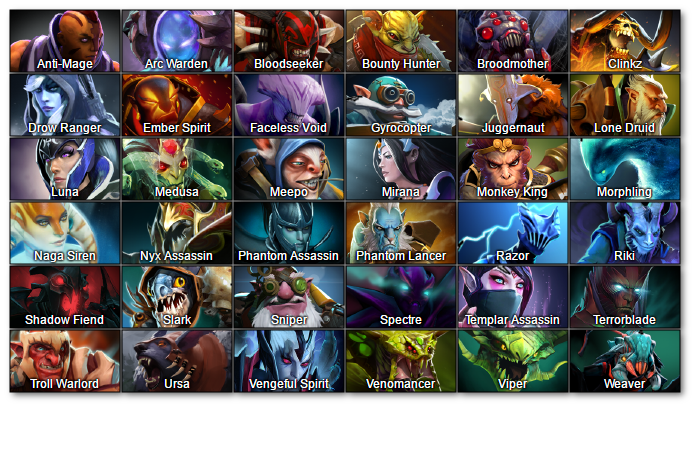 Anti-Mage
Arc Warden
Bloodseeker
Bounty Hunter
Broodmother
Clinkz
Drow Ranger
Ember Spirit
Faceless Void
Gyrocopter
Juggernaut
Lone Druid
Luna
Medusa
Meepo
Mirana
Monkey King
Morphling
Naga Siren
Nyx Assassin
Phantom Assassin
Phantom Lancer
Razor
Riki
Shadow Fiend
Slark
Sniper
Spectre
Templar Assassin
Terrorblade
Troll Warlord
Ursa
Vengeful Spirit
Venomancer
Viper
Weaver